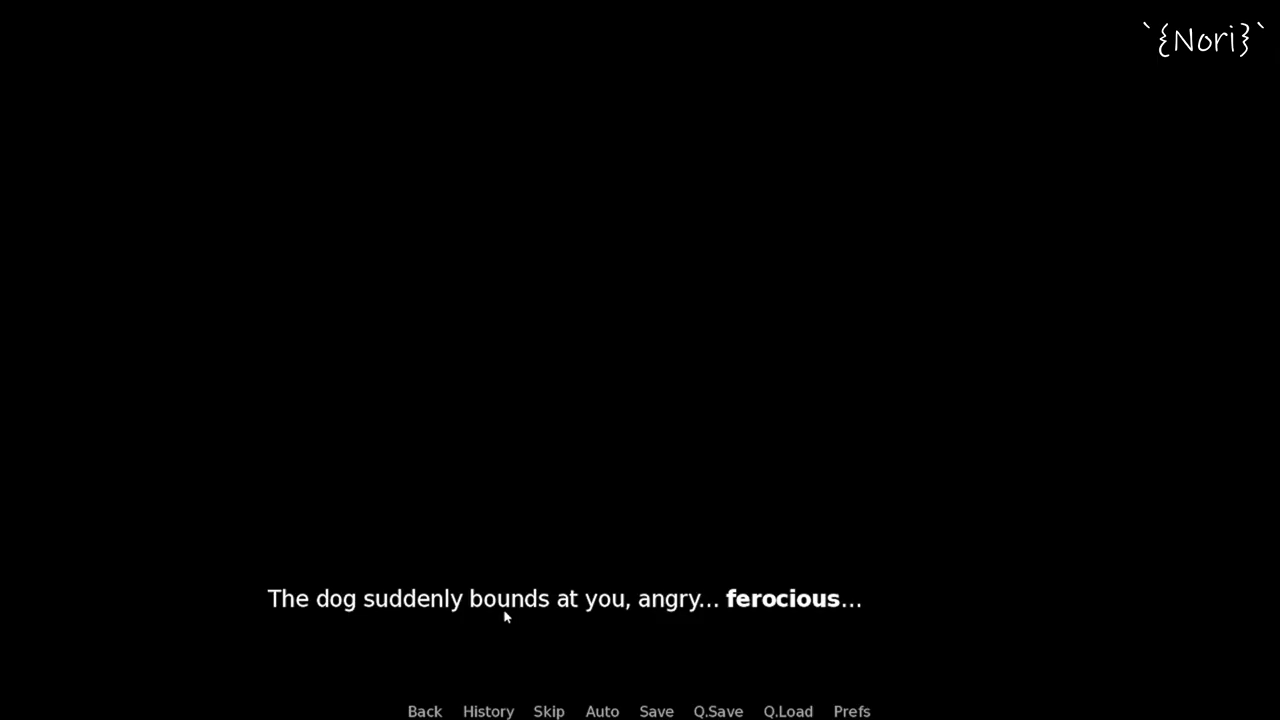 `{Nori}`
The dog suddenly bounds at you, angry... ferocious...
Back History Skip Auto Save Q.Save Q.Load Prefs